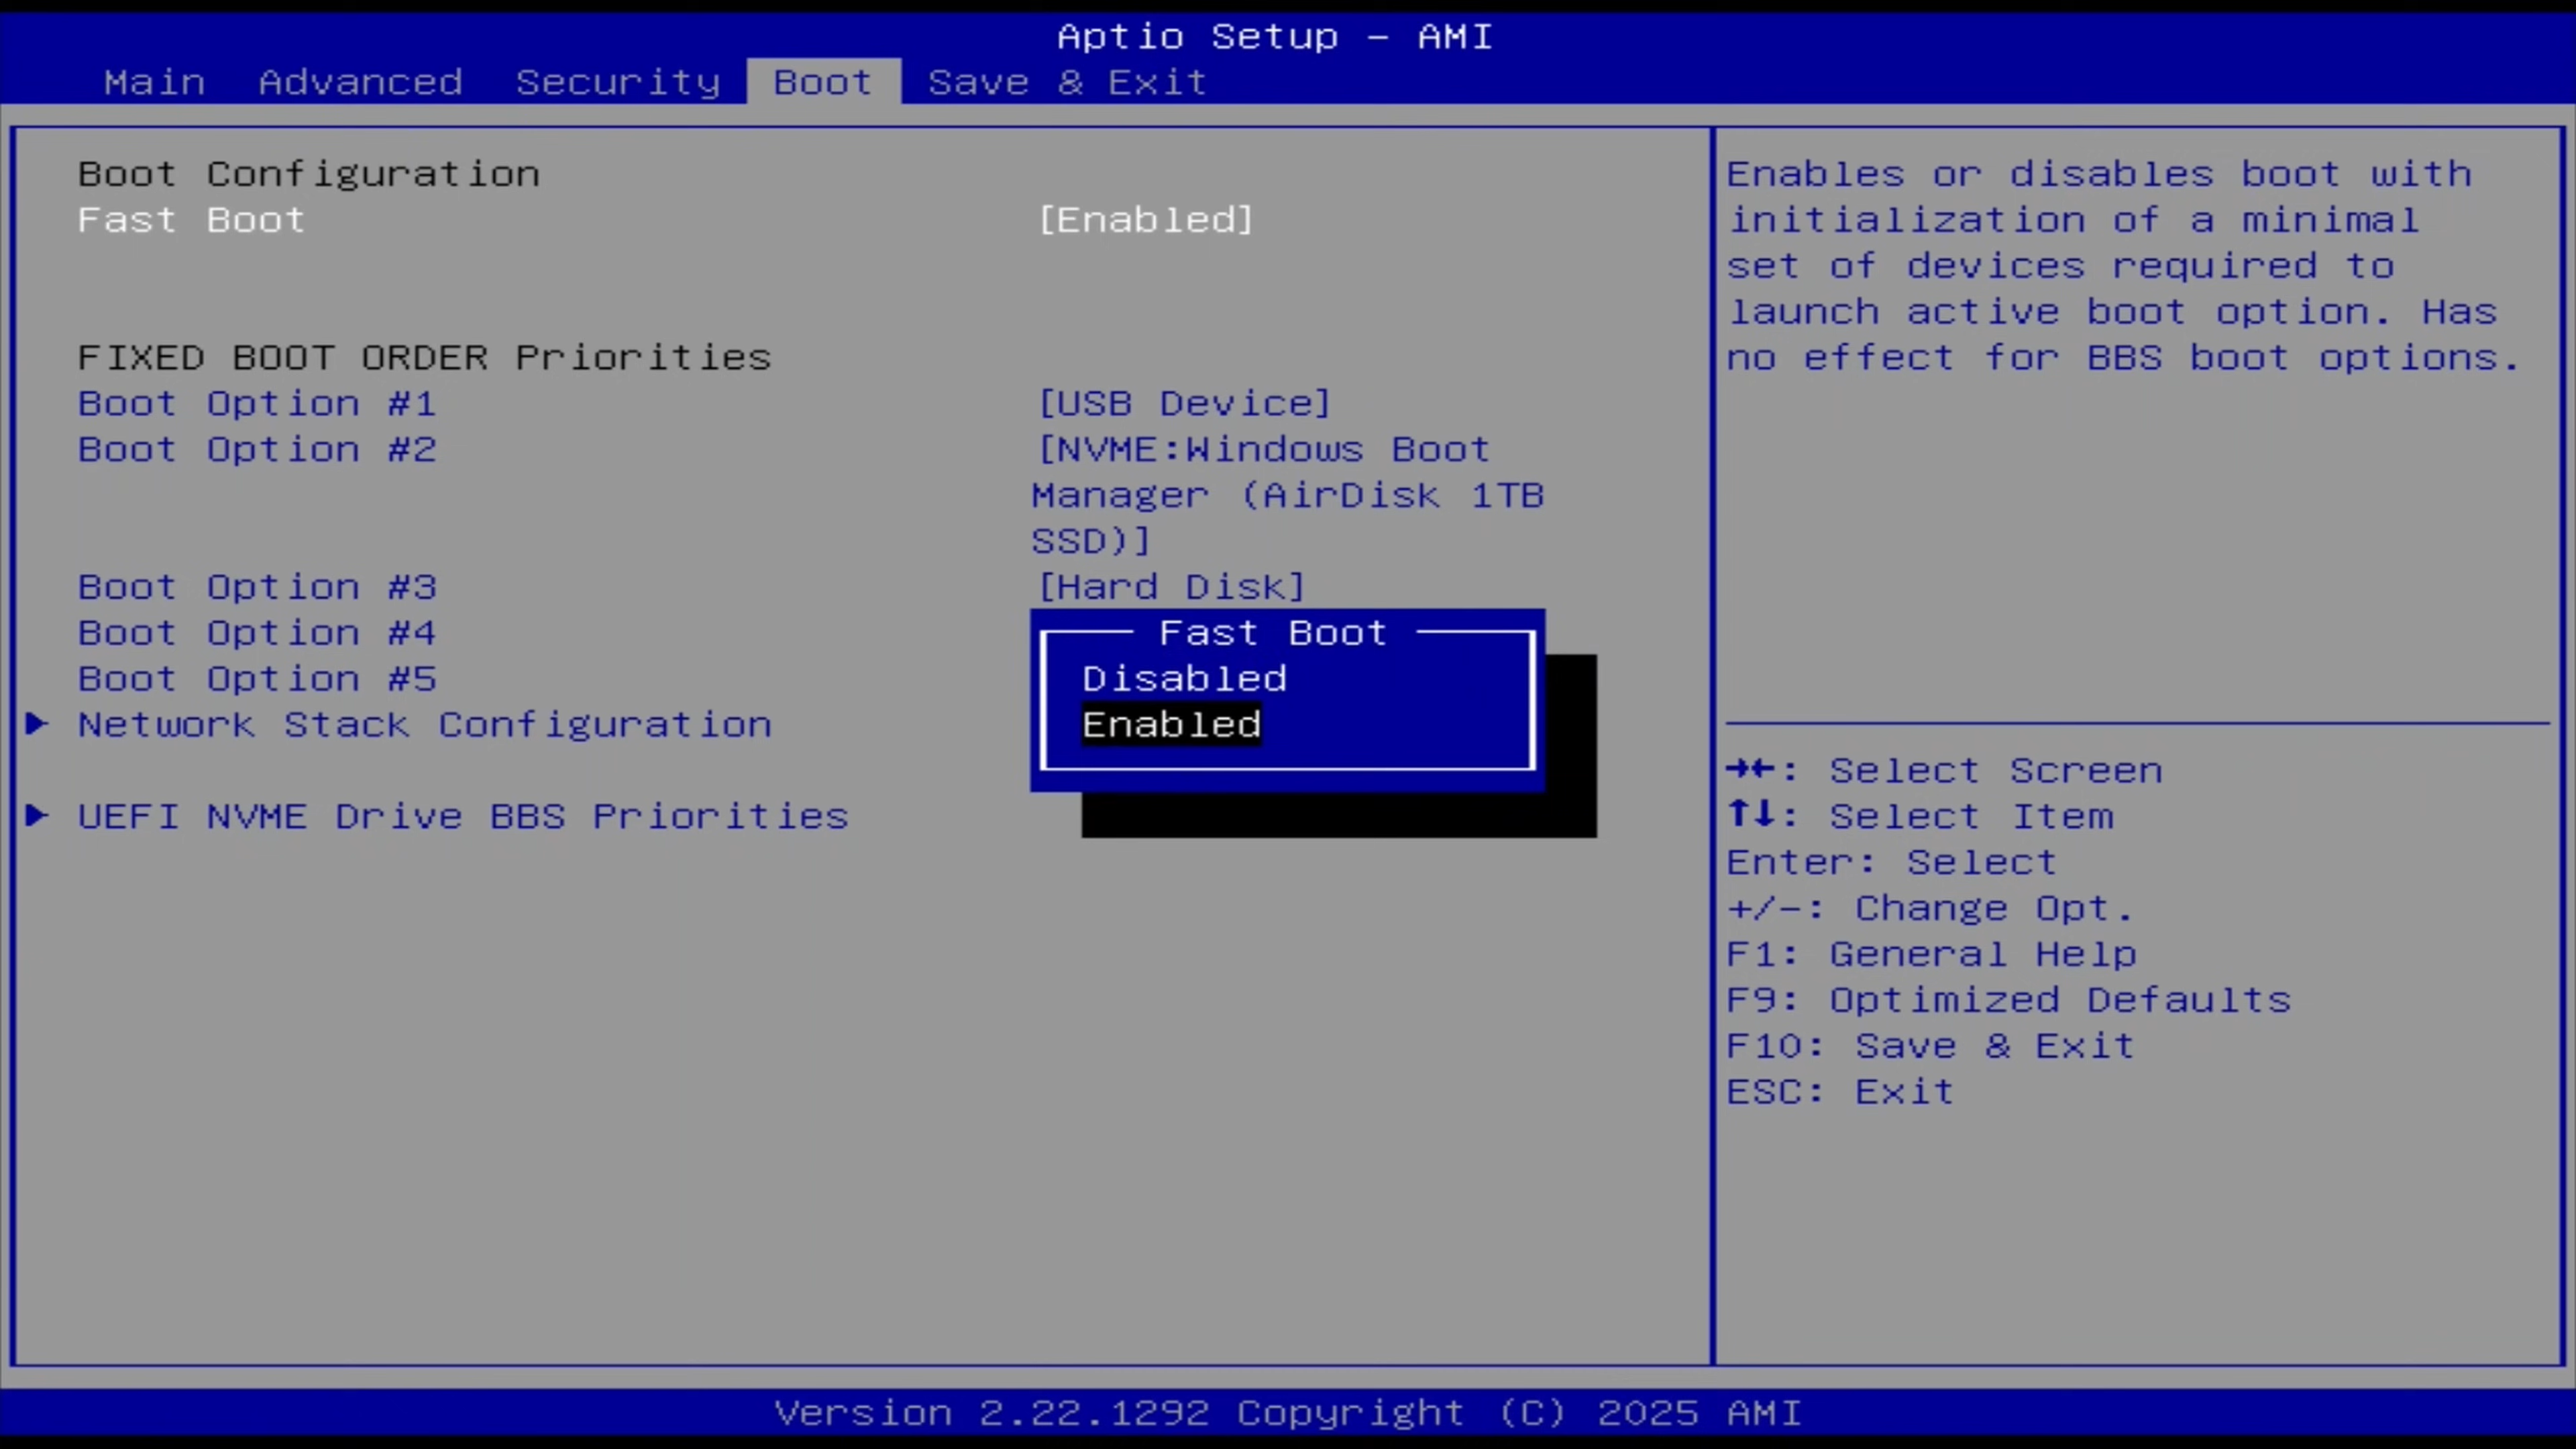 Aptio Setup – AMI
Main Advanced Security Boot Save & Exit
Boot Configuration
Fast Boot [Enabled]
FIXED BOOT ORDER Priorities
Boot Option #1 [USB Device]
Boot Option #2 [NVME:Windows Boot
Manager (AirDisk 1TB
SSD)]
Boot Option #3 [Hard Disk]
Boot Option #4
Boot Option #5
Network Stack Configuration
UEFI NVME Drive BBS Priorities
Fast Boot
Disabled
Enabled
Enables or disables boot with
initialization of a minimal
set of devices required to
launch active boot option. Has
no effect for BBS boot options.
→←: Select Screen
↑↓: Select Item
Enter: Select
+/-: Change Opt.
F1: General Help
F9: Optimized Defaults
F10: Save & Exit
ESC: Exit
Version 2.22.1292 Copyright (C) 2025 AMI